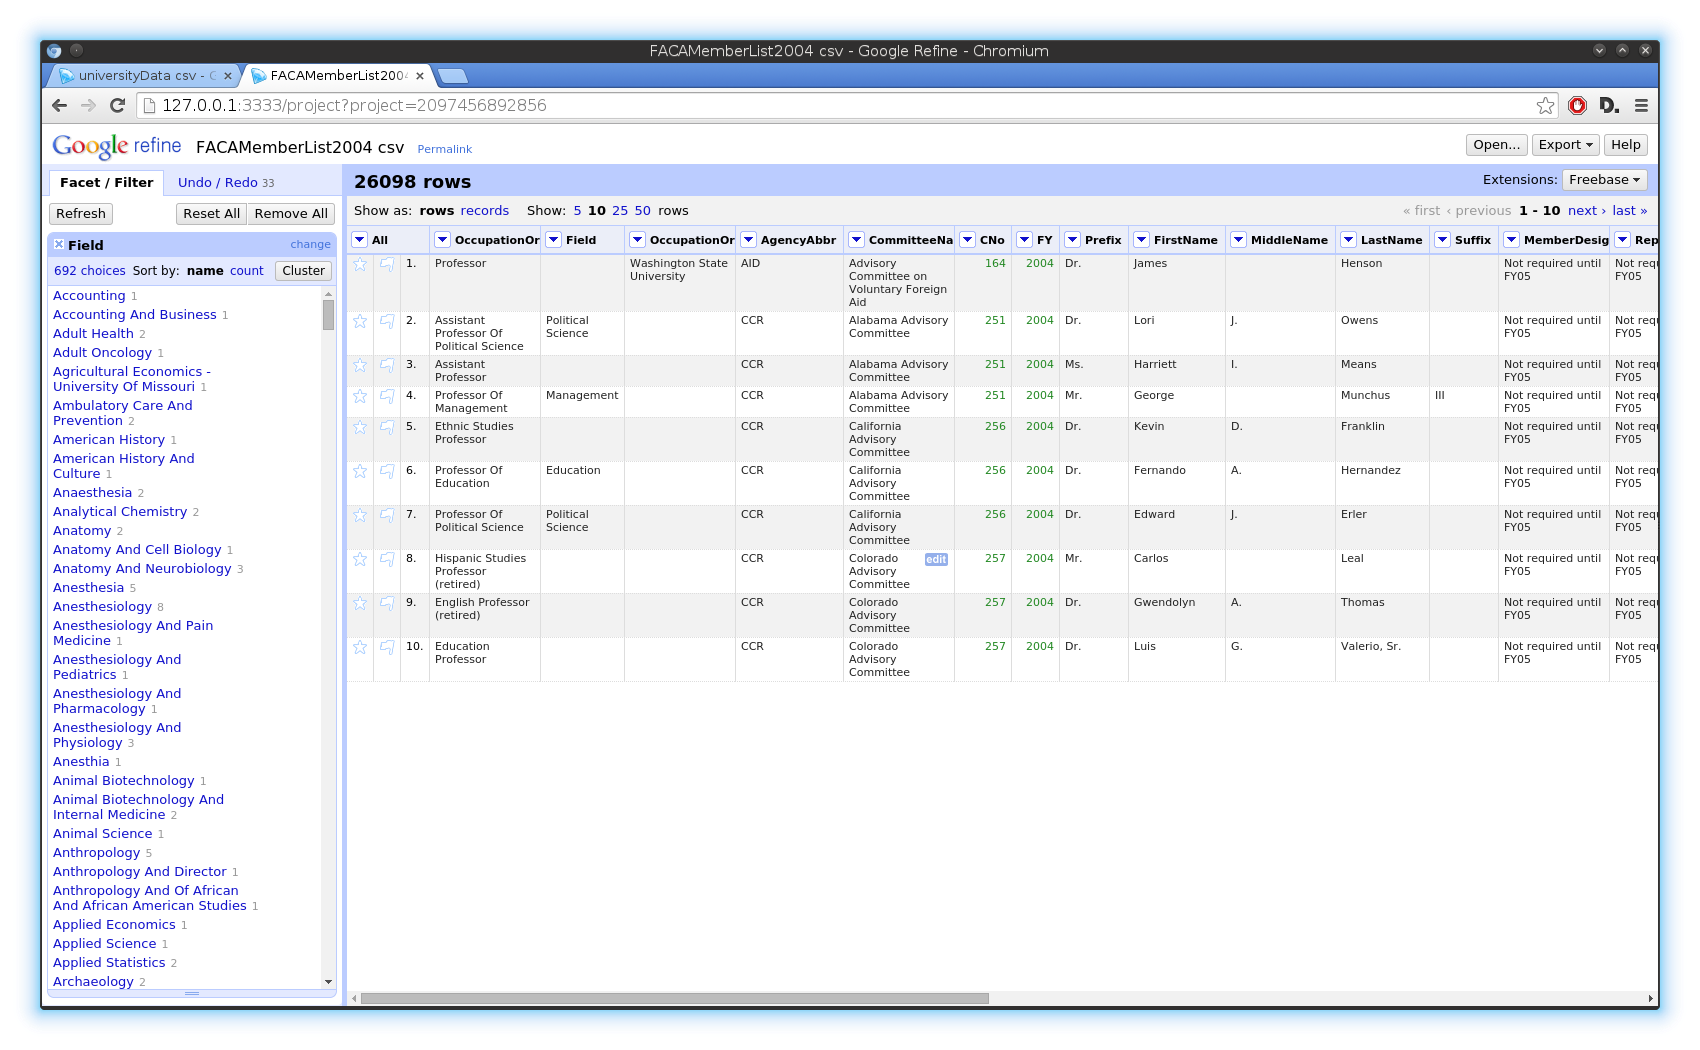 FACAMemberList2004 csv - Google Refine - Chromium
universityData csv - G
FACAMemberList2004
127.0.0.1:3333/project?project=2097456892856
D.
Google refine FACAMemberList2004 csv Permalink
Open... Export Help
Facet / Filter Undo / Redo 33
26098 rows
Extensions: Freebase
Refresh Reset All Remove All
Show as: rows records Show: 5 10 25 50 rows
« first ‹ previous 1 - 10 next › last »
Field change
692 choices Sort by: name count Cluster
Accounting 1
Accounting And Business 1
Adult Health 2
Adult Oncology 1
Agricultural Economics -
University Of Missouri 1
Ambulatory Care And
Prevention 2
American History 1
American History And
Culture 1
Anaesthesia 2
Analytical Chemistry 2
Anatomy 2
Anatomy And Cell Biology 1
Anatomy And Neurobiology 3
Anesthesia 5
Anesthesiology 8
Anesthesiology And Pain
Medicine 1
Anesthesiology And
Pediatrics 1
Anesthesiology And
Pharmacology 1
Anesthesiology And
Physiology 3
Anesthia 1
Animal Biotechnology 1
Animal Biotechnology And
Internal Medicine 2
Animal Science 1
Anthropology 5
Anthropology And Director 1
Anthropology And Of African
And African American Studies 1
Applied Economics 1
Applied Science 1
Applied Statistics 2
Archaeology 2
All OccupationOr Field OccupationOr AgencyAbbr CommitteeNa CNo FY Prefix FirstName MiddleName LastName Suffix MemberDesig Rep
1. Professor Washington State AID Advisory 164 2004 Dr. James Henson Not required until Not requ
University Committee on FY05 FY05
Voluntary Foreign
Aid
2. Assistant Political CCR Alabama Advisory 251 2004 Dr. Lori J. Owens Not required until Not requ
Professor Of Science Committee FY05 FY05
Political Science
3. Assistant CCR Alabama Advisory 251 2004 Ms. Harriett I. Means Not required until Not requ
Professor Committee FY05 FY05
4. Professor Of Management CCR Alabama Advisory 251 2004 Mr. George Munchus III Not required until Not requ
Management Committee FY05 FY05
5. Ethnic Studies CCR California 256 2004 Dr. Kevin D. Franklin Not required until Not requ
Professor Advisory FY05 FY05
Committee
6. Professor Of Education CCR California 256 2004 Dr. Fernando A. Hernandez Not required until Not requ
Education Advisory FY05 FY05
Committee
7. Professor Of Political CCR California 256 2004 Dr. Edward J. Erler Not required until Not requ
Political Science Science Advisory FY05 FY05
Committee
8. Hispanic Studies CCR Colorado edit 257 2004 Mr. Carlos Leal Not required until Not requ
Professor Advisory FY05 FY05
(retired) Committee
9. English Professor CCR Colorado 257 2004 Dr. Gwendolyn A. Thomas Not required until Not requ
(retired) Advisory FY05 FY05
Committee
10. Education CCR Colorado 257 2004 Dr. Luis G. Valerio, Sr. Not required until Not requ
Professor Advisory FY05 FY05
Committee